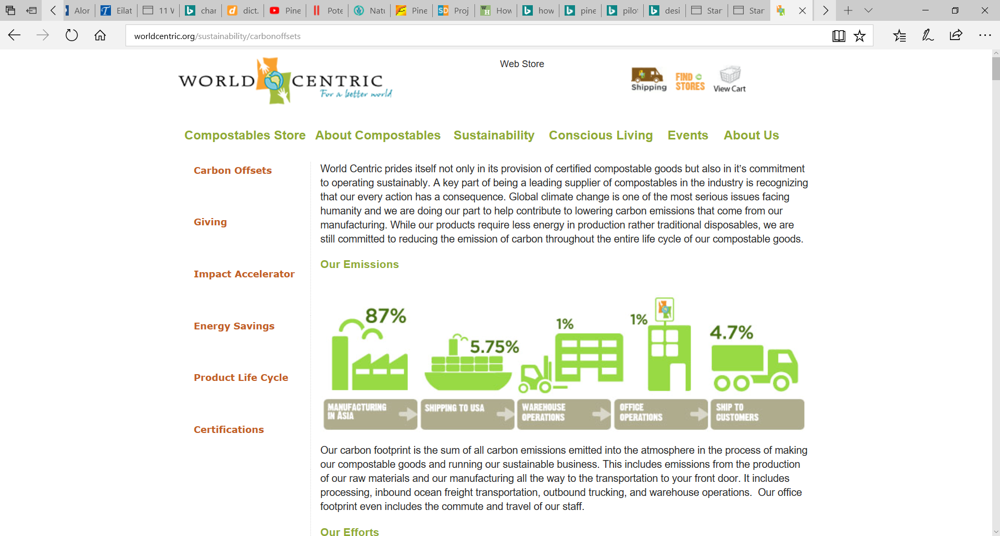 Alor
Eilat
11 V
char
dict.
Pine
Pote
Natu
Pine
SD Proj
How
how
pine
pilot
desi
Star
Star
worldcentric.org/sustainability/carbonoffsets
WORLD CENTRIC
For a better world
Web Store
Shipping
FIND STORES
View Cart
Compostables Store About Compostables Sustainability Conscious Living Events About Us
Carbon Offsets
Giving
Impact Accelerator
Energy Savings
Product Life Cycle
Certifications
World Centric prides itself not only in its provision of certified compostable goods but also in it's commitment
to operating sustainably. A key part of being a leading supplier of compostables in the industry is recognizing
that our every action has a consequence. Global climate change is one of the most serious issues facing
humanity and we are doing our part to help contribute to lowering carbon emissions that come from our
manufacturing. While our products require less energy in production rather traditional disposables, we are
still committed to reducing the emission of carbon throughout the entire life cycle of our compostable goods.
Our Emissions
87%
5.75%
1%
1%
4.7%
MANUFACTURING
IN ASIA
SHIPPING TO USA
WAREHOUSE
OPERATIONS
OFFICE
OPERATIONS
SHIP TO
CUSTOMERS
Our carbon footprint is the sum of all carbon emissions emitted into the atmosphere in the process of making
our compostable goods and running our sustainable business. This includes emissions from the production
of our raw materials and our manufacturing all the way to the transportation to your front door. It includes
processing, inbound ocean freight transportation, outbound trucking, and warehouse operations.  Our office
footprint even includes the commute and travel of our staff.
Our Efforts